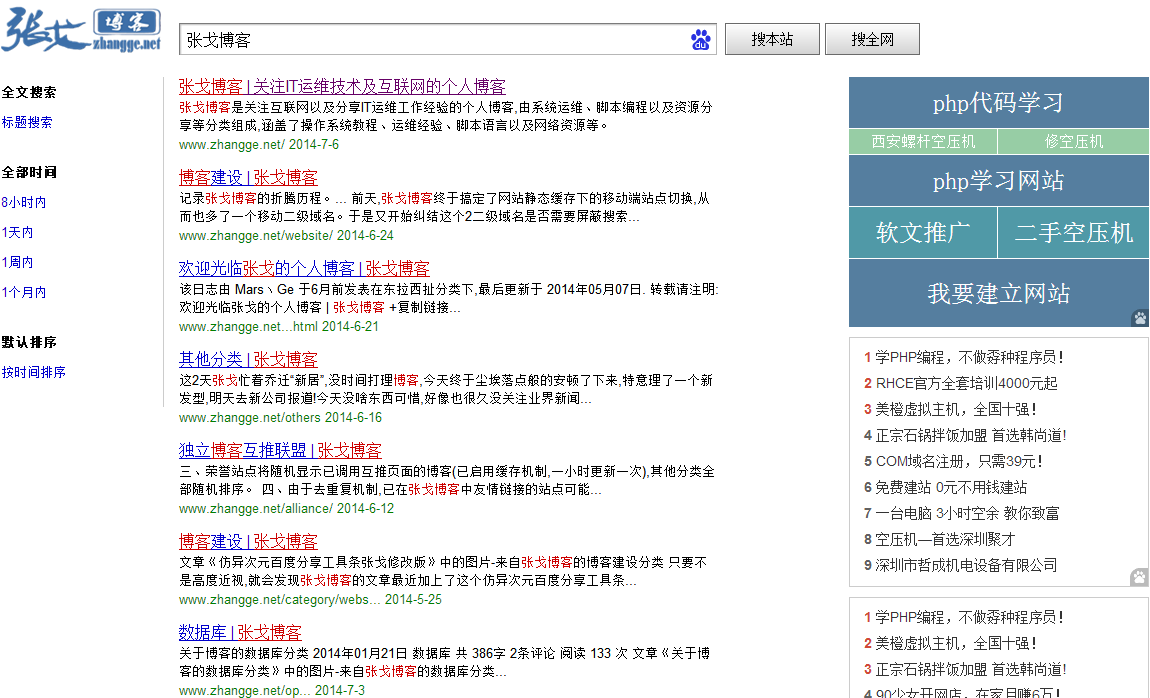 张戈 博客 zhangge.net
张戈博客
搜本站
搜全网
全文搜索
标题搜索
全部时间
8小时内
1天内
1周内
1个月内
默认排序
按时间排序
张戈博客 | 关注IT运维技术及互联网的个人博客
张戈博客是关注互联网以及分享IT运维工作经验的个人博客,由系统运维、脚本编程以及资源分
享等分类组成,涵盖了操作系统教程、运维经验、脚本语言以及网络资源等。
www.zhangge.net/ 2014-7-6
博客建设 | 张戈博客
记录张戈博客的折腾历程。... 前天,张戈博客终于搞定了网站静态缓存下的移动端站点切换,从
而也多了一个移动二级域名。于是又开始纠结这个2二级域名是否需要屏蔽搜索...
www.zhangge.net/website/ 2014-6-24
欢迎光临张戈的个人博客 | 张戈博客
该日志由 Mars丶Ge 于6月前发表在东拉西扯分类下,最后更新于 2014年05月07日. 转载请注明:
欢迎光临张戈的个人博客 | 张戈博客 +复制链接...
www.zhangge.net...html 2014-6-21
其他分类 | 张戈博客
这2天张戈忙着乔迁“新居”,没时间打理博客,今天终于尘埃落点般的安顿了下来,特意理了一个新
发型,明天去新公司报道!今天没啥东西可惜,好像也很久没关注业界新闻...
www.zhangge.net/others 2014-6-16
独立博客互推联盟 | 张戈博客
三、荣誉站点将随机显示已调用互推页面的博客(已启用缓存机制,一小时更新一次),其他分类全
部随机排序。 四、由于去重复机制,已在张戈博客中友情链接的站点可能...
www.zhangge.net/alliance/ 2014-6-12
博客建设 | 张戈博客
文章《仿异次元百度分享工具条张戈修改版》中的图片-来自张戈博客的博客建设分类 只要不
是高度近视,就会发现张戈博客的文章最近加上了这个仿异次元百度分享工具条...
www.zhangge.net/category/webs... 2014-5-25
数据库 | 张戈博客
关于博客的数据库分类 2014年01月21日 数据库 共 386字 2条评论 阅读 133 次 文章《关于博
客的数据库分类》中的图片-来自张戈博客的数据库分类...
www.zhangge.net/op... 2014-7-3
php代码学习
西安螺杆空压机
修空压机
php学习网站
软文推广
二手空压机
我要建立网站
1 学PHP编程，不做孬种程序员！
2 RHCE官方全套培训4000元起
3 美橙虚拟主机，全国十强！
4 正宗石锅拌饭加盟 首选韩尚道!
5 COM域名注册，只需39元！
6 免费建站 0元不用钱建站
7 一台电脑 3小时空余 教你致富
8 空压机—首选深圳聚才
9 深圳市哲成机电设备有限公司
1 学PHP编程，不做孬种程序员！
2 美橙虚拟主机，全国十强！
3 正宗石锅拌饭加盟 首选韩尚道!
4 90少女开网店，在家月赚6万！